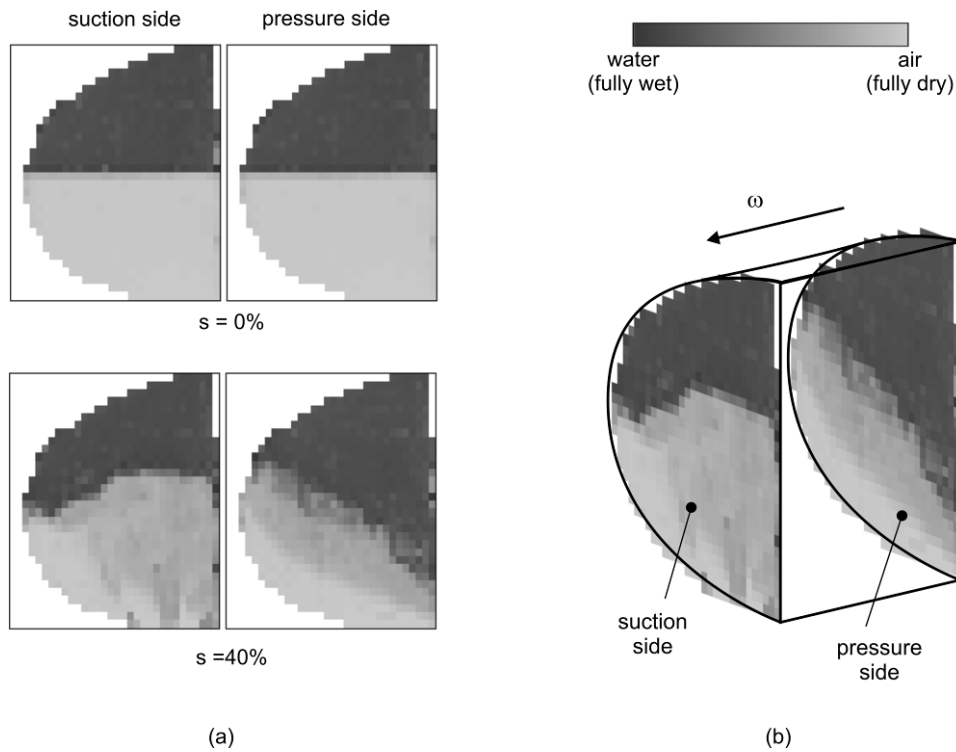 suction side
pressure side
s = 0%
s =40%
(a)
water
(fully wet)
air
(fully dry)
ω
suction
side
pressure
side
(b)